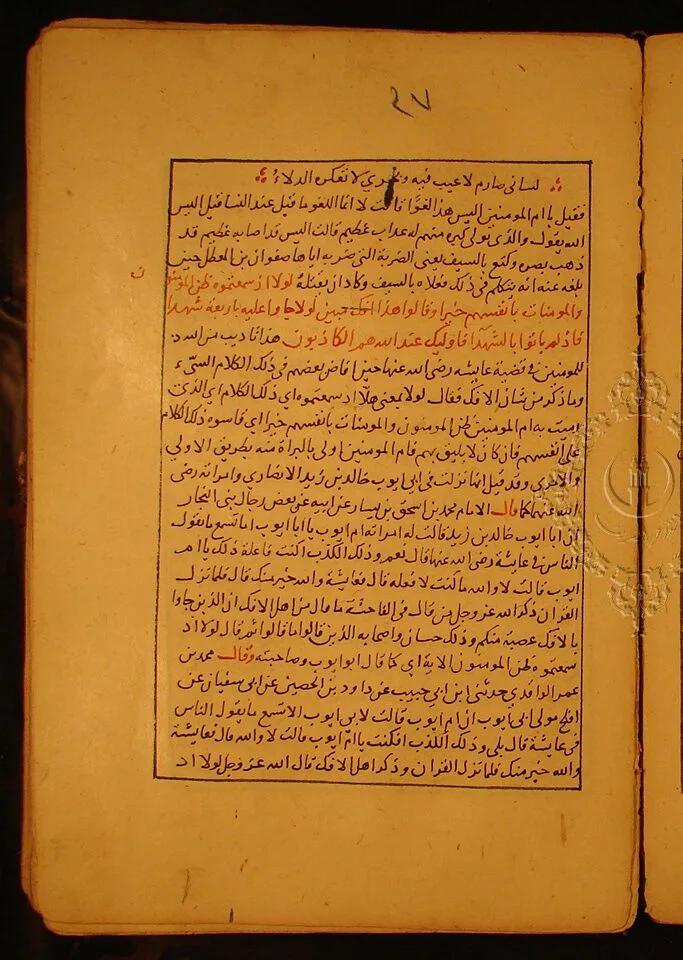 ٤٧
لساني صارم لا عيب فيه وبحري لا تعكره الدلاء
فقيل يا ام المومنين اليس هذا لغوا قالت لا انما اللغو ما قيل عند النسا قيل اليس
الله يقول والذي تولى كبره منهم له عذاب عظيم قالت اليس قد اصابه عظيم قد
ذهب بصره وكنع بالسيف يعني الضربة التي ضربه اياها صفوان بن المعطل حين
بلغه عنه انه يتكلم في ذلك فعلاه بالسيف وكاد ان يقتله لولا اذ سمعتموه ظن المومنون
والمومنات بانفسهم خيرا وقالوا هذا افك مبين لولا جاوا عليه باربعة شهدا
فاذ لم ياتوا بالشهدا فاوليك عند الله هم الكاذبون هذا تاديب من الله
للمومنين في قضية عايشه رضي الله عنها حين افاض بعضهم في ذلك الكلام السيء
وما ذكر من شان الافك فقال لولا يعني هلا اذ سمعتموه اي ذلك الكلام اي الذي
رميت به ام المومنين ظن المومنون والمومنات بانفسهم خيرا اي قاسوه ذلك الكلام
على انفسهم فان كان لا يليق بهم فام المومنين اولى بالبراة منه بطريق الاولى
والاحرى وقد قيل انها نزلت في ابي ايوب خالد بن زيد الانصاري وامراته رضي
الله عنهما كما قال الامام محمد بن اسحق بن يسار عن ابيه عن بعض رجال بني النجار
ان ابا ايوب خالد بن زيد قالت له امراته ام ايوب يا ابا ايوب اما تسمع ما يقول
الناس في عايشة رضي الله عنها قال نعم وذلك الكذب اكنت فاعلة ذلك يا ام
ايوب قالت لا والله ما كنت لافعله قال فعايشة والله خير منك قال فلما نزل
القران ذكر الله عز وجل من قال في الفاحشة ما قال من اهل الافك ان الذين جاوا
بالافك عصبة منكم وذلك حسان واصحابه الذين قالوا ما قالوا ثم قال لولا اذ
سمعتموه ظن المومنون الاية اي كما قال ابو ايوب وصاحبته وقال محمد بن
عمر الواقدي حدثني ابن ابي حبيب عن داود بن الحصين عن ابي سفيان عن
افلح مولى ابي ايوب ان ام ايوب قالت لابي ايوب الا تسمع ما يقول الناس
في عايشة قال بلى وذلك الكذب افكنت يا ام ايوب قالت لا والله قال فعايشة
والله خير منك فلما نزل القران وذكر اهل الافك قال الله عز وجل لولا اذ